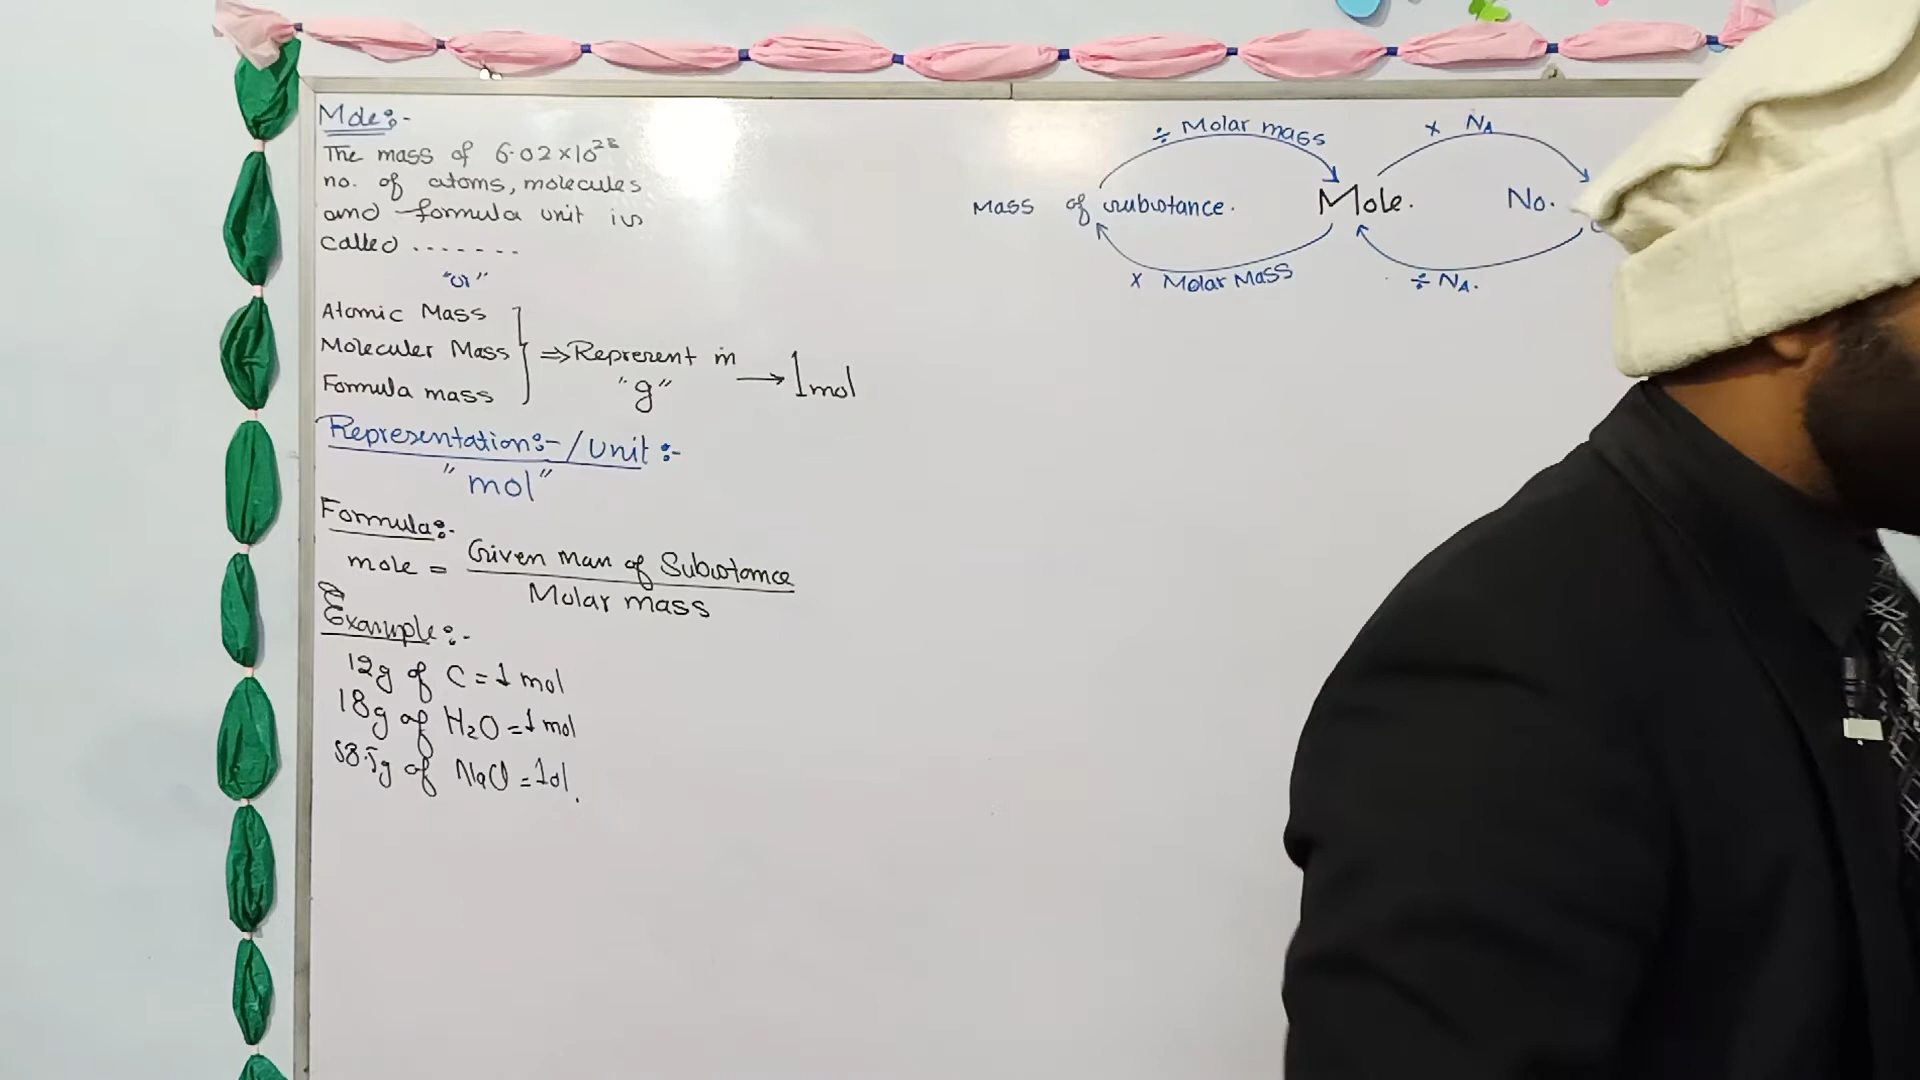 Mole:-
The mass of 6.02×10²³
no. of atoms, molecules
and formula unit is
called .......
"or"
Atomic Mass
Moleculer Mass
Formula mass
⇒ Represent in "g" → 1mol
Representation:-/Unit:-
"mol"
Formula:-
mole = Given Mass of Substance
Molar mass
Example:-
12g of C = 1 mol
18g of H₂O = 1 mol
58.5g of NaCl = 1ol.
÷ Molar mass
× NA
Mass of substance. Mole. No.
× Molar Mass
÷ NA.